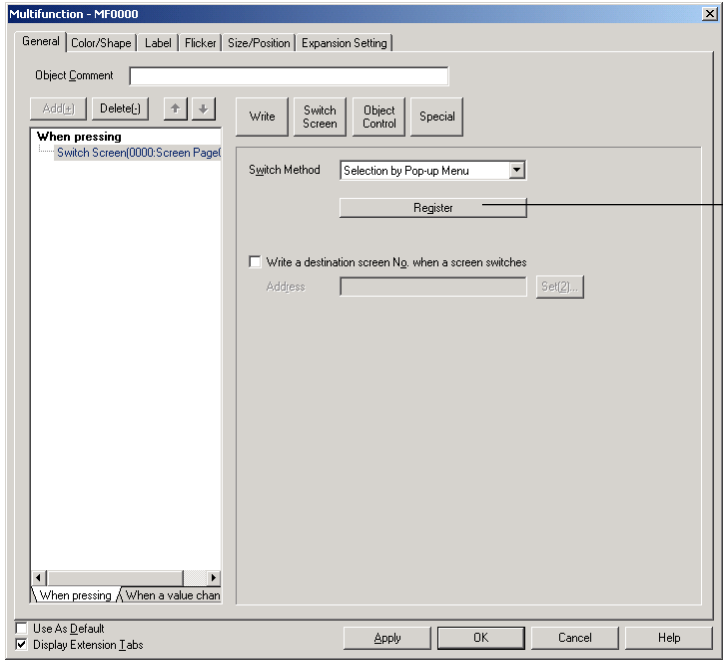 Multifunction - MF0000
General Color/Shape Label Flicker Size/Position Expansion Setting
Object Comment
Add(+) Delete(-)
Write Switch Screen Object Control Special
When pressing
Switch Screen(0000:Screen Page(
Switch Method Selection by Pop-up Menu
Register
Write a destination screen No. when a screen switches
Address Set(2)...
When pressing When a value chan
Use As Default
Display Extension Tabs
Apply OK Cancel Help